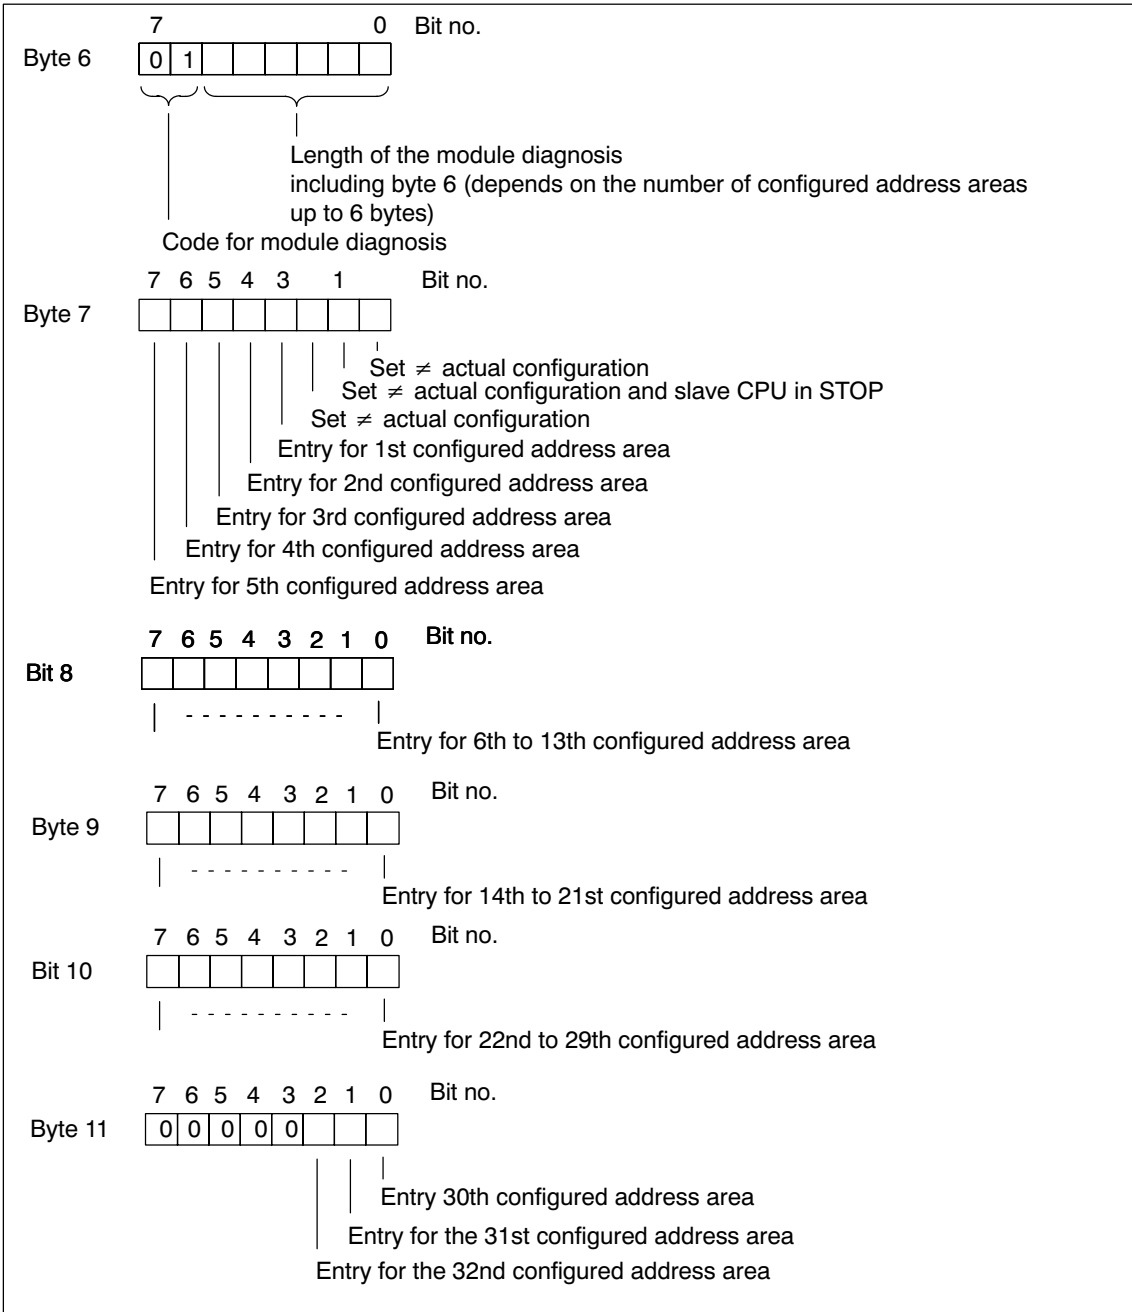 7 0 Bit no.
Byte 6 0 1
Length of the module diagnosis
including byte 6 (depends on the number of configured address areas
up to 6 bytes)
Code for module diagnosis
7 6 5 4 3 1 Bit no.
Byte 7
Set ≠ actual configuration
Set ≠ actual configuration and slave CPU in STOP
Set ≠ actual configuration
Entry for 1st configured address area
Entry for 2nd configured address area
Entry for 3rd configured address area
Entry for 4th configured address area
Entry for 5th configured address area
7 6 5 4 3 2 1 0 Bit no.
Bit 8
Entry for 6th to 13th configured address area
7 6 5 4 3 2 1 0 Bit no.
Byte 9
Entry for 14th to 21st configured address area
7 6 5 4 3 2 1 0 Bit no.
Bit 10
Entry for 22nd to 29th configured address area
7 6 5 4 3 2 1 0 Bit no.
Byte 11 0 0 0 0 0
Entry 30th configured address area
Entry for the 31st configured address area
Entry for the 32nd configured address area